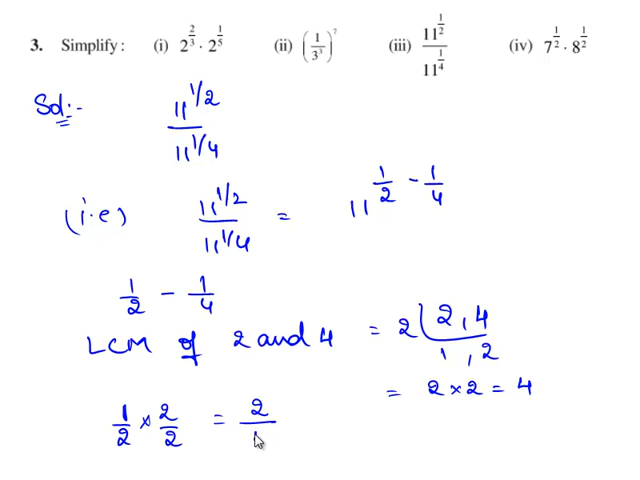 3. Simplify : (i) 2^(2/3) . 2^(1/5) (ii) (1/3³)⁷ (iii) 11^(1/2) / 11^(1/4) (iv) 7^(1/2) . 8^(1/2)
Sol:- 11^1/2 / 11^1/4
(i.e) 11^1/2 / 11^1/4 = 11^(1/2 - 1/4)
1/2 - 1/4
LCM of 2 and 4 = 2 | 2, 4
1, 2
= 2 × 2 = 4
1/2 × 2/2 = 2/